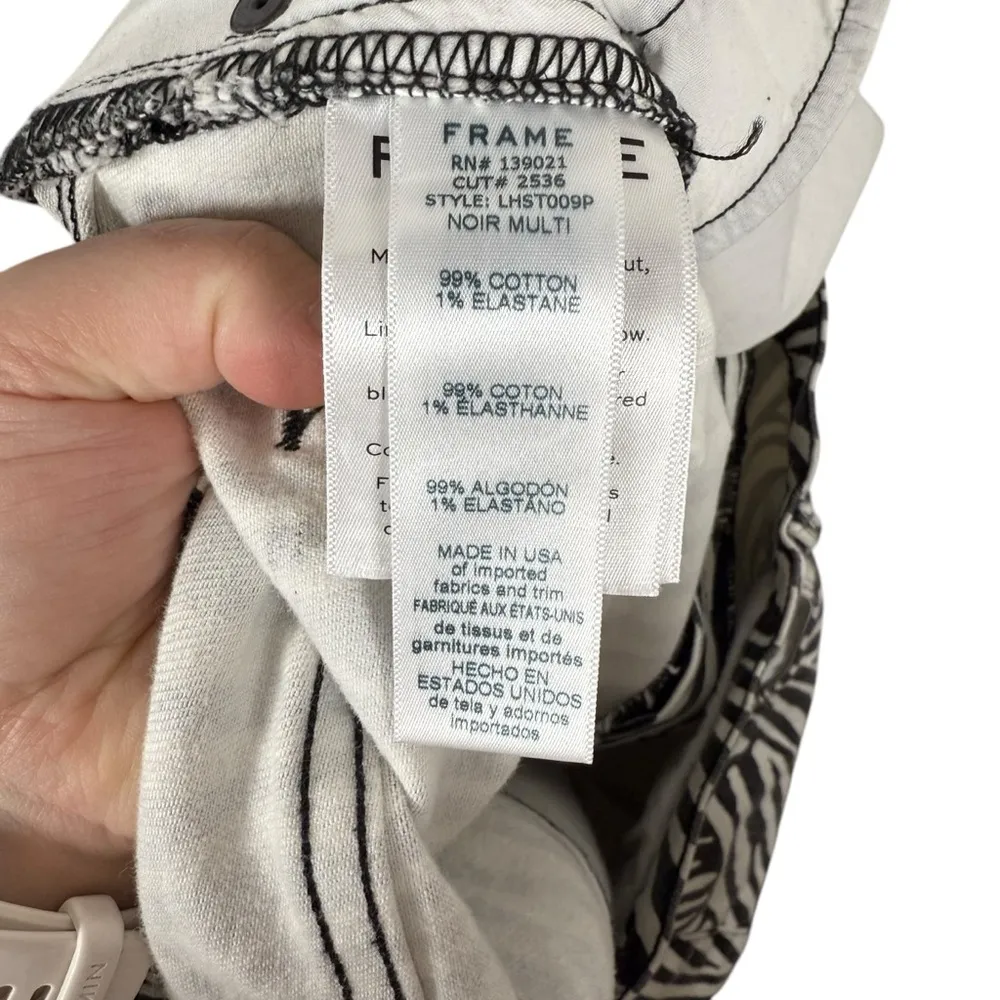 FRAME
RN# 139021
CUT# 2536
STYLE: LHST009P
NOIR MULTI
99% COTTON
1% ELASTANE
99% COTON
1% ÉLASTHANNE
99% ALGODÓN
1% ELASTANO
MADE IN USA
of imported
fabrics and trim
FABRIQUÉ AUX ÉTATS-UNIS
de tissus et de
garnitures importés
HECHO EN
ESTADOS UNIDOS
de tela y adornos
importados